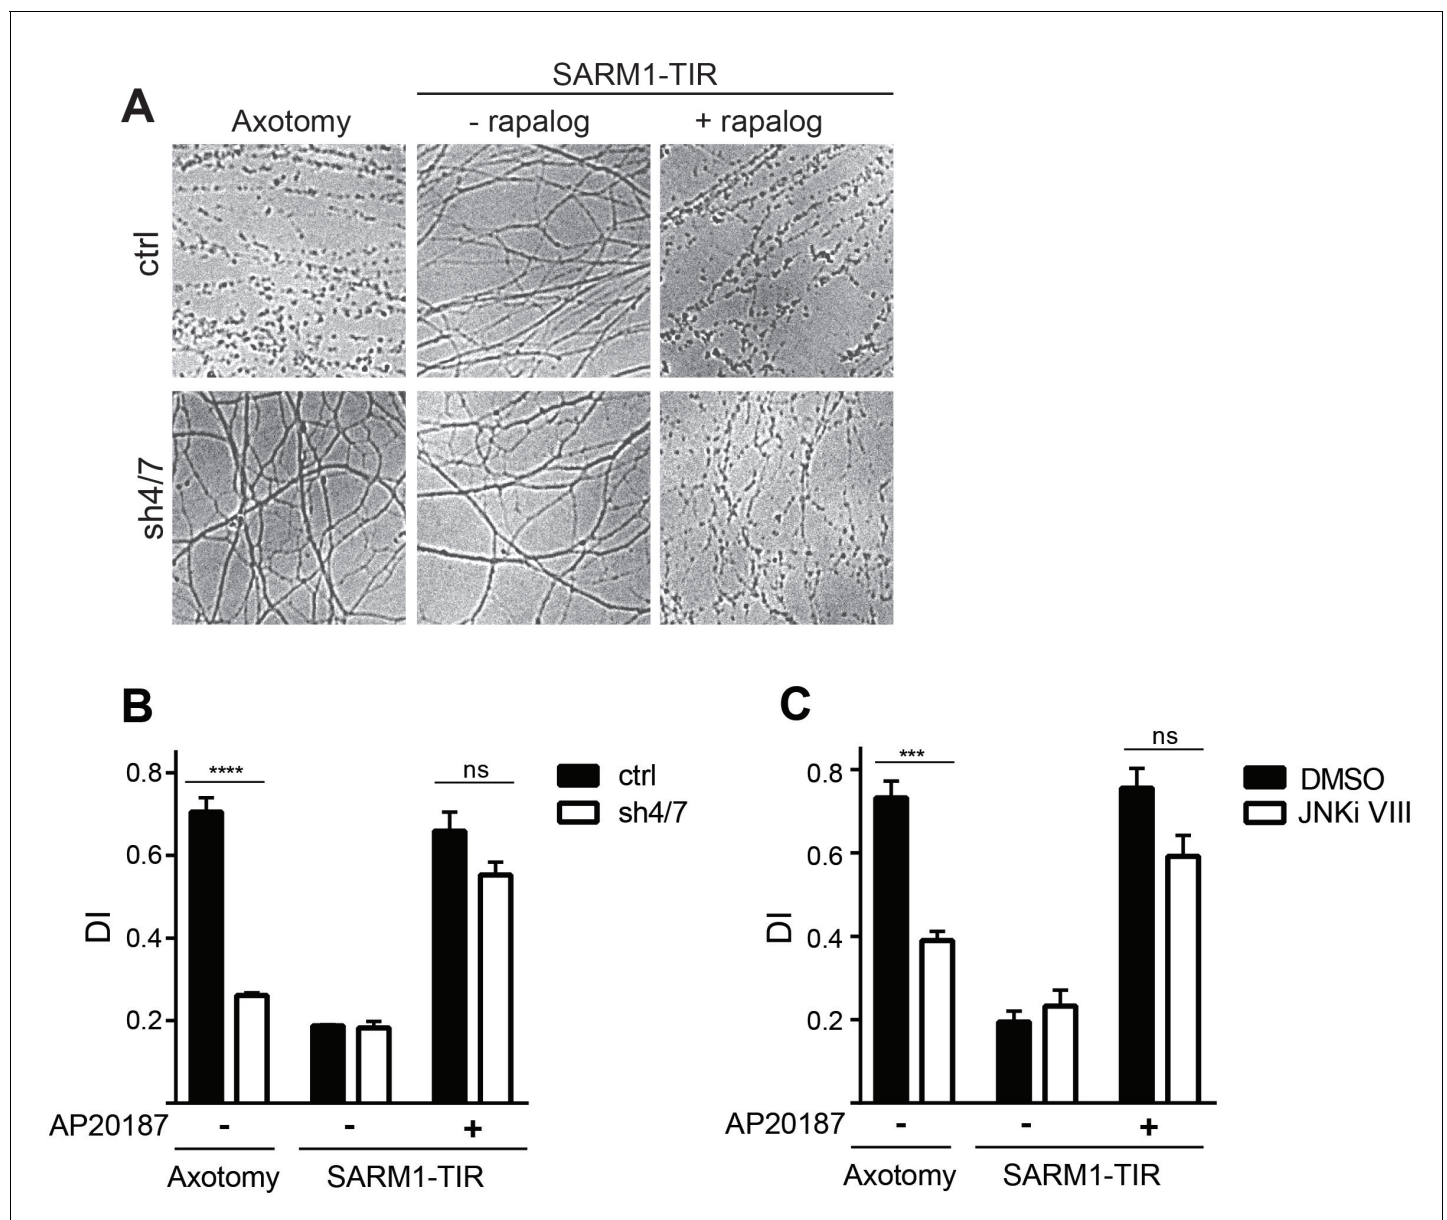 A
SARM1-TIR
Axotomy
- rapalog
+ rapalog
ctrl
sh4/7
B
****
ns
ctrl
sh4/7
0.8
0.6
0.4
0.2
DI
AP20187
-
-
+
Axotomy
SARM1-TIR
C
***
ns
DMSO
JNKi VIII
0.8
0.6
0.4
0.2
DI
AP20187
-
-
+
Axotomy
SARM1-TIR